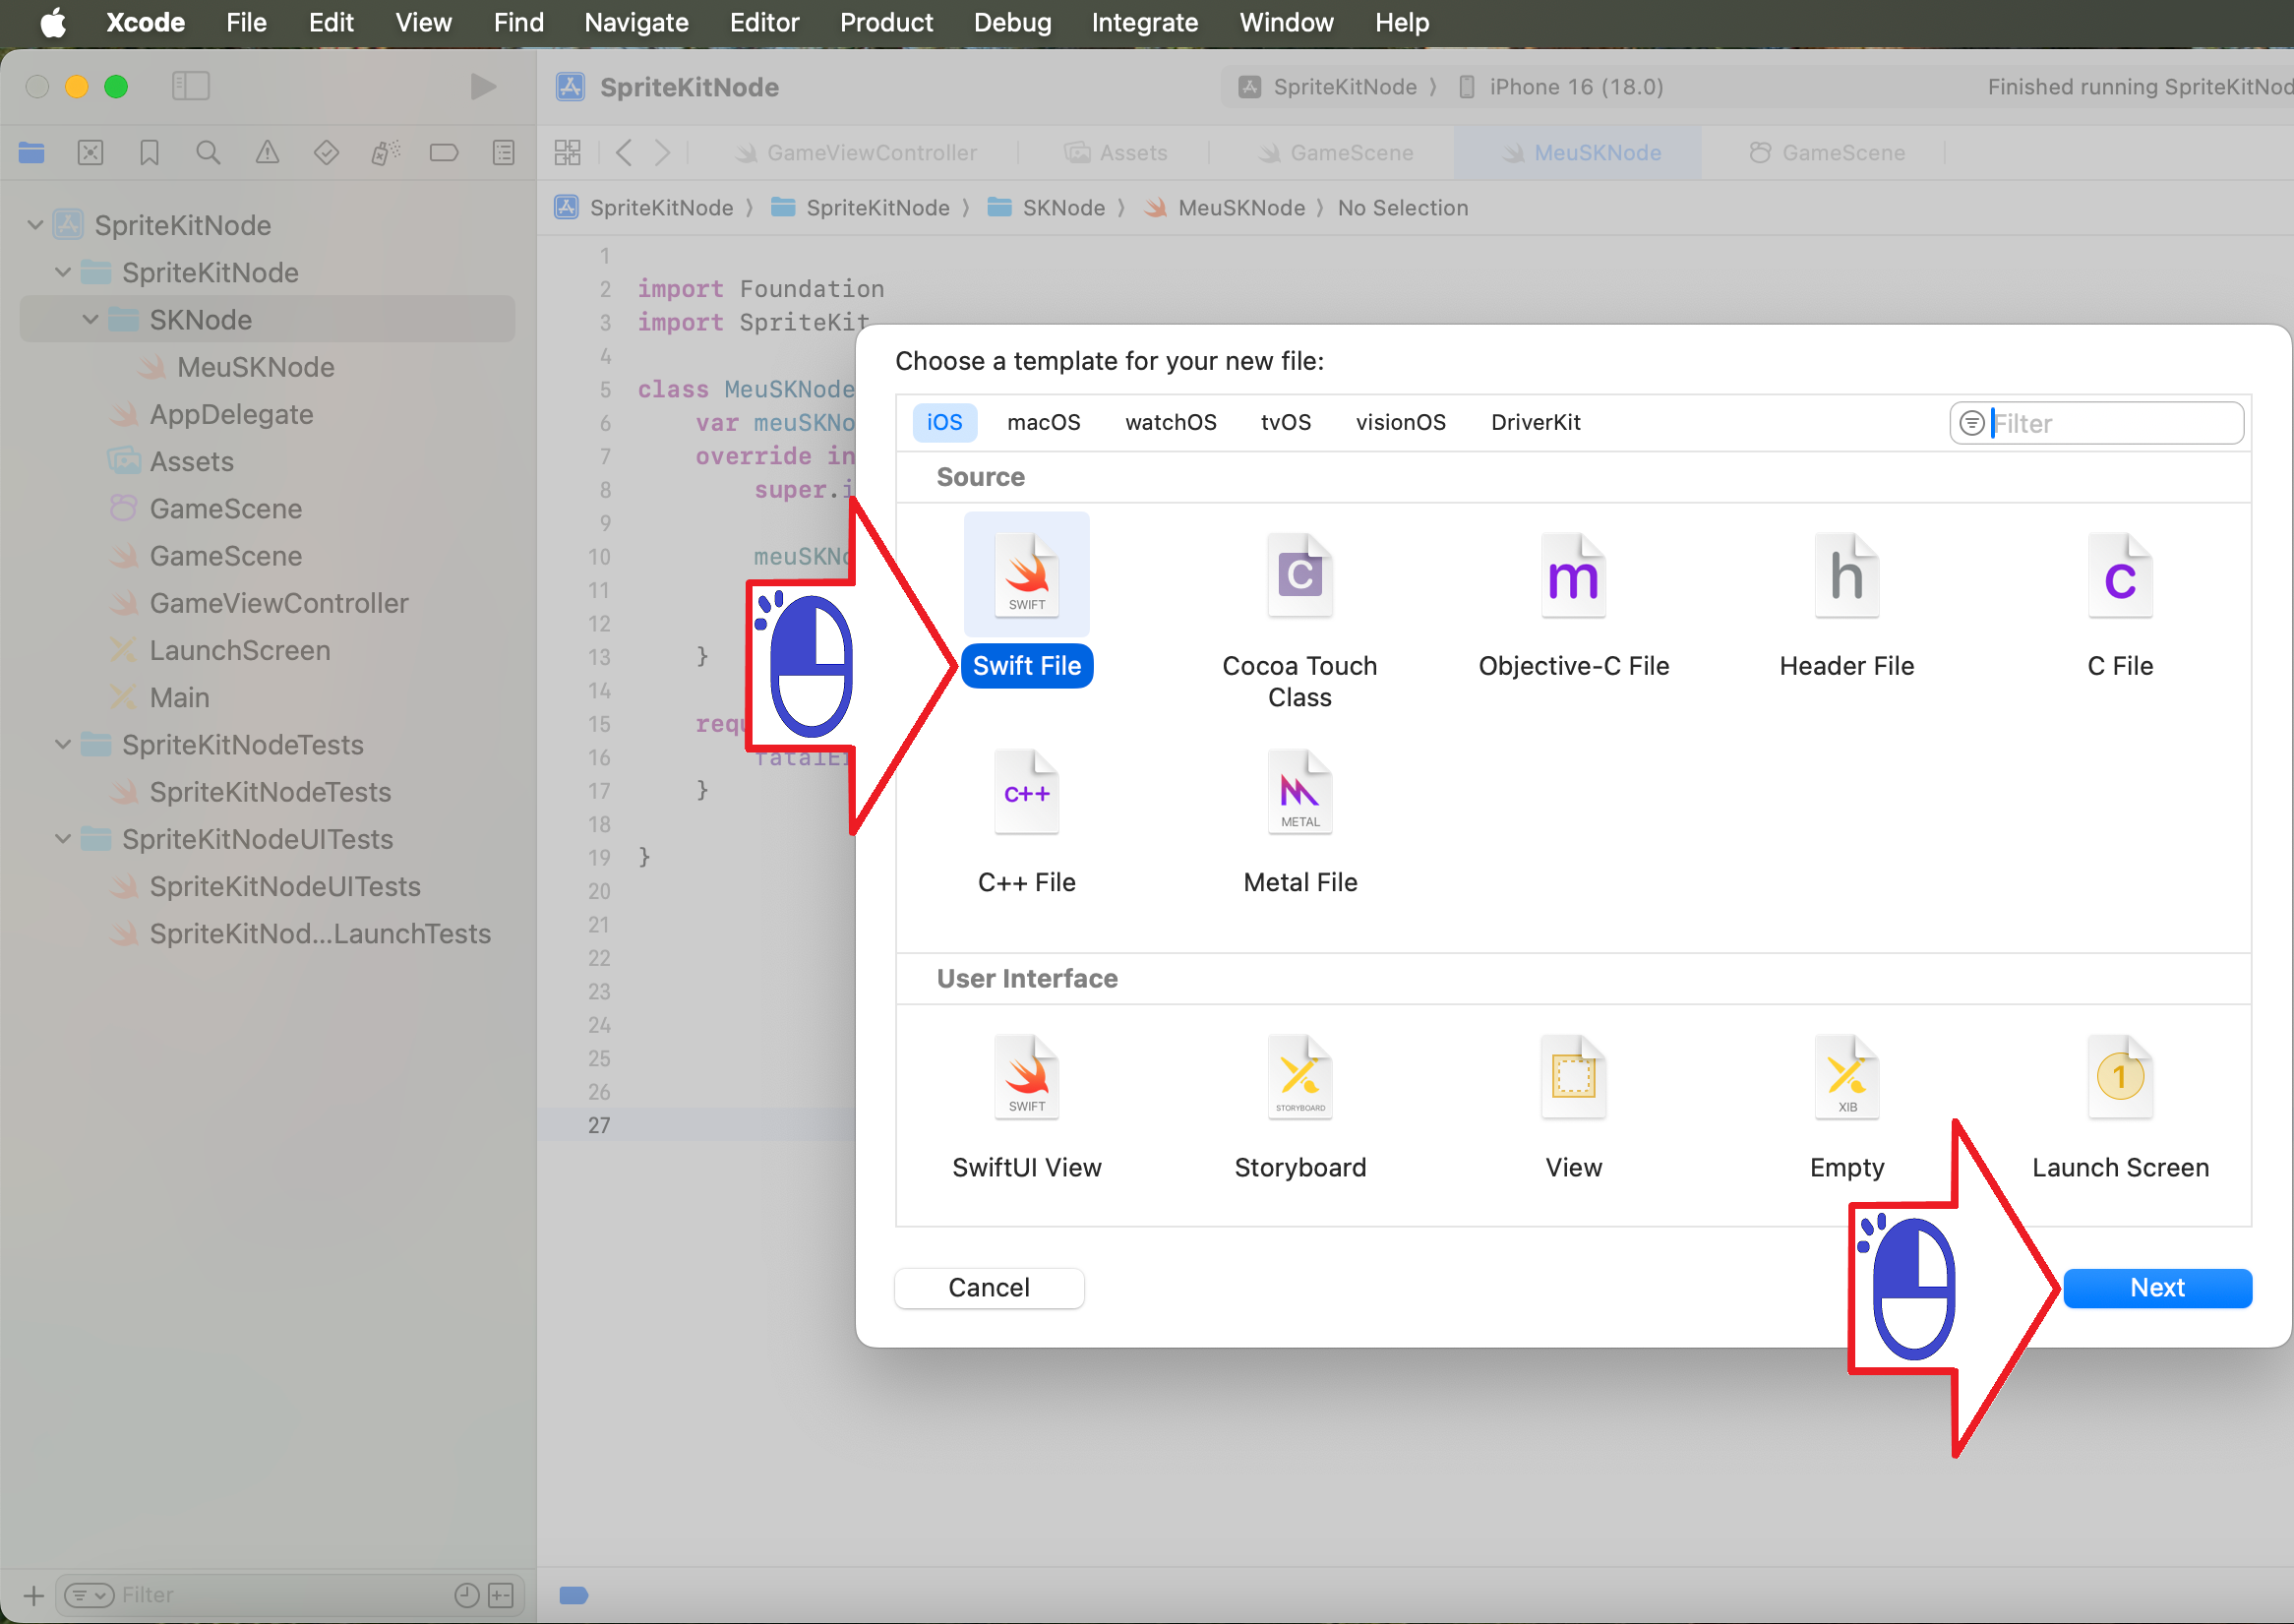 Xcode File Edit View Find Navigate Editor Product Debug Integrate Window Help
SpriteKitNode SpriteKitNode iPhone 16 (18.0) Finished running SpriteKitNod
GameViewController Assets GameScene MeuSKNode GameScene
SpriteKitNode SpriteKitNode SKNode MeuSKNode No Selection
SpriteKitNode
SpriteKitNode
SKNode
MeuSKNode
AppDelegate
Assets
GameScene
GameScene
GameViewController
LaunchScreen
Main
SpriteKitNodeTests
SpriteKitNodeTests
SpriteKitNodeUITests
SpriteKitNodeUITests
SpriteKitNod...LaunchTests
Filter
1
2 import Foundation
3 import SpriteKit
4
5 class MeuSKNode
6 var meuSKNo
7 override in
8 super.i
9
10 meuSKNo
11
12
13 }
14
15 requ
16 fatalEr
17 }
18
19 }
20
21
22
23
24
25
26
27
Choose a template for your new file:
iOS macOS watchOS tvOS visionOS DriverKit Filter
Source
SWIFT C m h c
Swift File Cocoa Touch Class Objective-C File Header File C File
C++ METAL
C++ File Metal File
User Interface
SWIFT STORYBOARD XIB 1
SwiftUI View Storyboard View Empty Launch Screen
Cancel Next